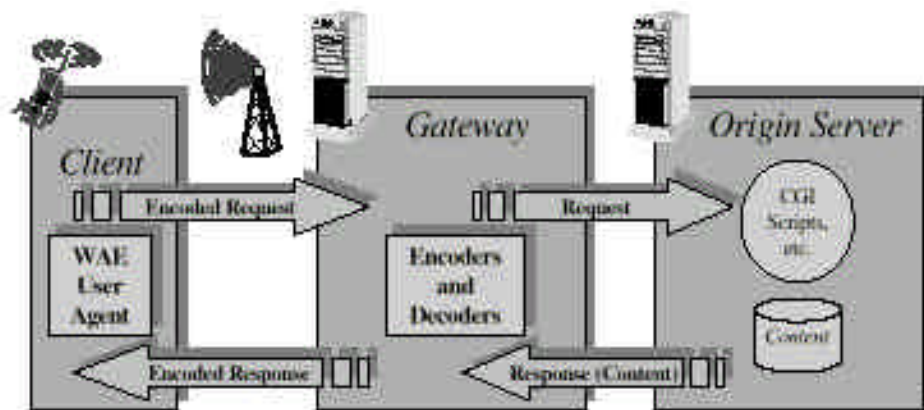 Client
Gateway
Origin Server
Encoded Request
Request
CGI
Scripts,
etc.
WAE
User
Agent
Encoders
and
Decoders
Content
Encoded Response
Response (Content)